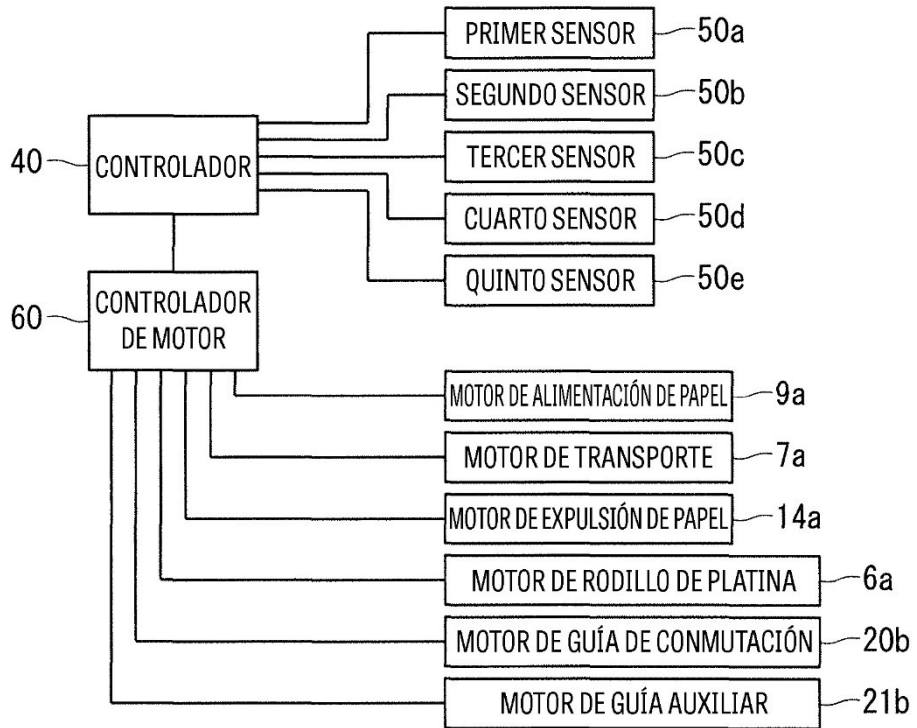 PRIMER SENSOR 50a
SEGUNDO SENSOR 50b
40 CONTROLADOR
TERCER SENSOR 50c
CUARTO SENSOR 50d
QUINTO SENSOR 50e
60 CONTROLADOR
DE MOTOR
MOTOR DE ALIMENTACIÓN DE PAPEL 9a
MOTOR DE TRANSPORTE 7a
MOTOR DE EXPULSIÓN DE PAPEL 14a
MOTOR DE RODILLO DE PLATINA 6a
MOTOR DE GUÍA DE CONMUTACIÓN 20b
MOTOR DE GUÍA AUXILIAR 21b